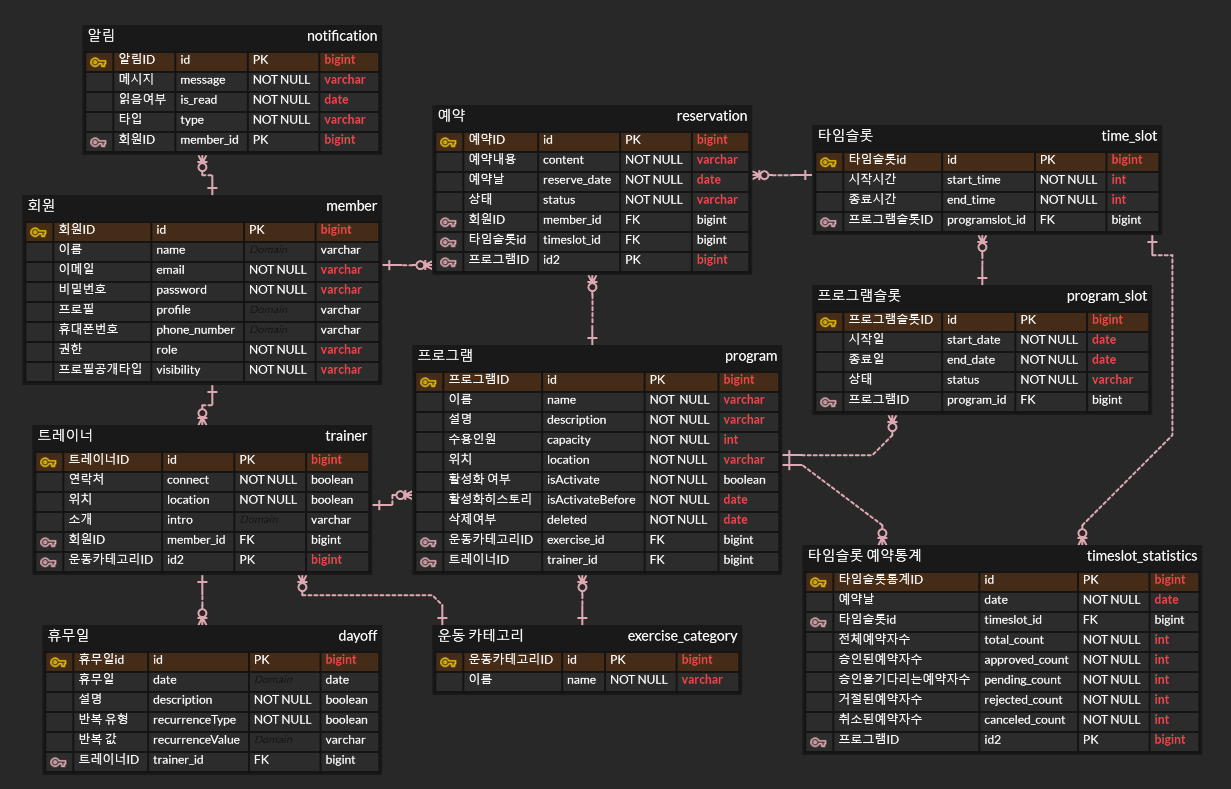 알림 notification
알림ID id PK bigint
메시지 message NOT NULL varchar
읽음여부 is_read NOT NULL date
타입 type NOT NULL varchar
회원ID member_id PK bigint
회원 member
회원ID id PK bigint
이름 name Domain varchar
이메일 email NOT NULL varchar
비밀번호 password NOT NULL varchar
프로필 profile Domain varchar
휴대폰번호 phone_number Domain varchar
권한 role NOT NULL varchar
프로필공개타입 visibility NOT NULL varchar
트레이너 trainer
트레이너ID id PK bigint
연락처 connect NOT NULL boolean
위치 location NOT NULL boolean
소개 intro Domain varchar
회원ID member_id FK bigint
운동카테고리ID id2 PK bigint
휴무일 dayoff
휴무일id id PK bigint
휴무일 date Domain date
설명 description NOT NULL boolean
반복 유형 recurrenceType NOT NULL boolean
반복 값 recurrenceValue Domain varchar
트레이너ID trainer_id FK bigint
예약 reservation
예약ID id PK bigint
예약내용 content NOT NULL varchar
예약날 reserve_date NOT NULL date
상태 status NOT NULL varchar
회원ID member_id FK bigint
타임슬롯id timeslot_id FK bigint
프로그램ID id2 PK bigint
프로그램 program
프로그램ID id PK bigint
이름 name NOT NULL varchar
설명 description NOT NULL varchar
수용인원 capacity NOT NULL int
위치 location NOT NULL varchar
활성화 여부 isActivate NOT NULL boolean
활성화히스토리 isActivateBefore NOT NULL date
삭제여부 deleted NOT NULL date
운동카테고리ID exercise_id FK bigint
트레이너ID trainer_id FK bigint
운동 카테고리 exercise_category
운동카테고리ID id PK bigint
이름 name NOT NULL varchar
타임슬롯 time_slot
타임슬롯id id PK bigint
시작시간 start_time NOT NULL int
종료시간 end_time NOT NULL int
프로그램슬롯ID programslot_id FK bigint
프로그램슬롯 program_slot
프로그램슬롯ID id PK bigint
시작일 start_date NOT NULL date
종료일 end_date NOT NULL date
상태 status NOT NULL varchar
프로그램ID program_id FK bigint
타임슬롯 예약통계 timeslot_statistics
타임슬롯통계ID id PK bigint
예약날 date NOT NULL date
타임슬롯id timeslot_id FK bigint
전체예약자수 total_count NOT NULL int
승인된예약자수 approved_count NOT NULL int
승인을기다리는예약자수 pending_count NOT NULL int
거절된예약자수 rejected_count NOT NULL int
취소된예약자수 canceled_count NOT NULL int
프로그램ID id2 PK bigint